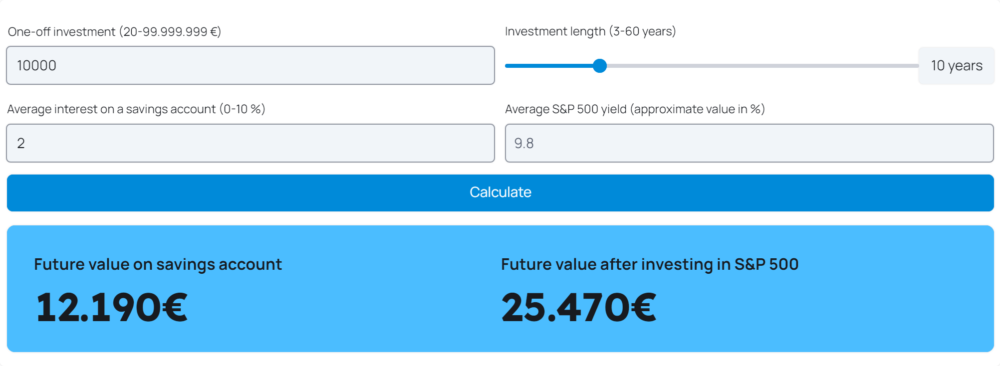 One-off investment (20-99.999.999 €)
Investment length (3-60 years)
10000
10 years
Average interest on a savings account (0-10 %)
Average S&P 500 yield (approximate value in %)
2
9.8
Calculate
Future value on savings account
Future value after investing in S&P 500
12.190€
25.470€